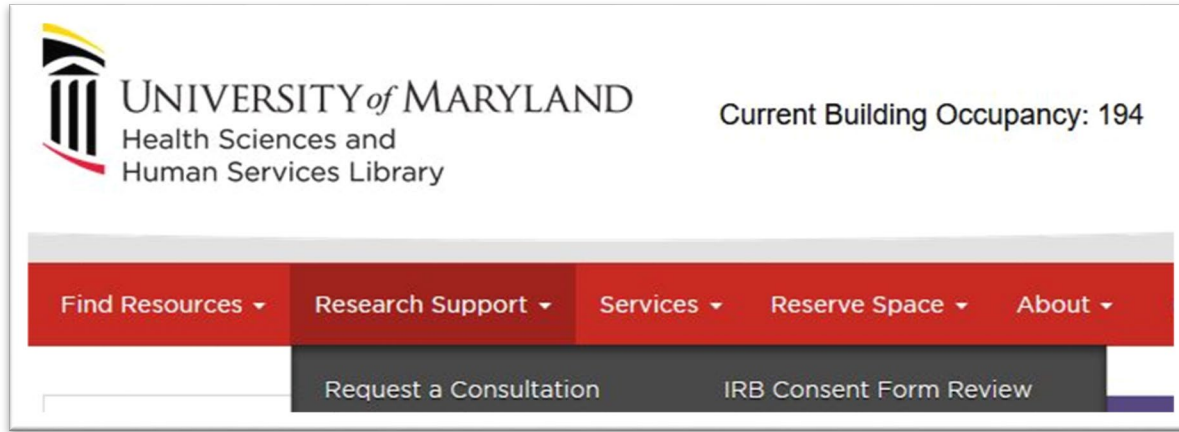 UNIVERSITY of MARYLAND
Health Sciences and
Human Services Library
Current Building Occupancy: 194
Find Resources Research Support Services Reserve Space About
Request a Consultation IRB Consent Form Review